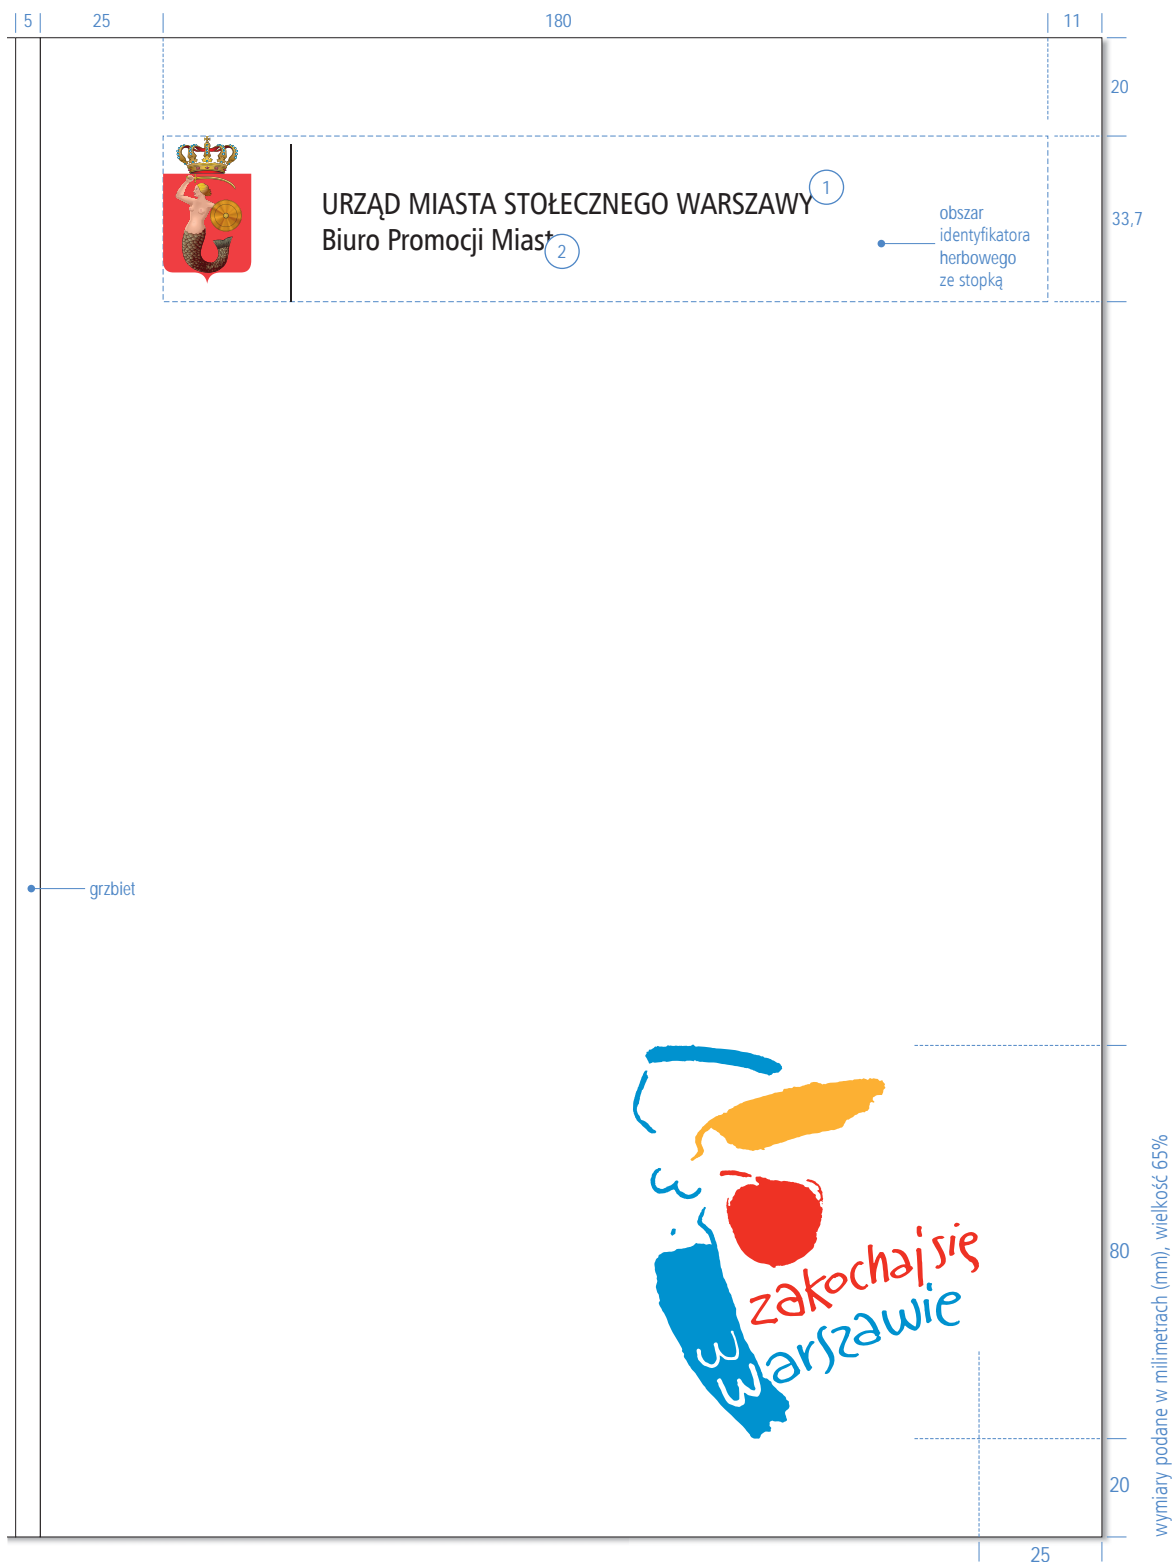 5 25 180 11
20
URZĄD MIASTA STOŁECZNEGO WARSZAWY 1
Biuro Promocji Miast 2
obszar
identyfikatora
herbowego
ze stopką
33,7
grzbiet
zakochaj się
w warszawie
80
20
25
wymiary podane w milimetrach (mm), wielkość 65%